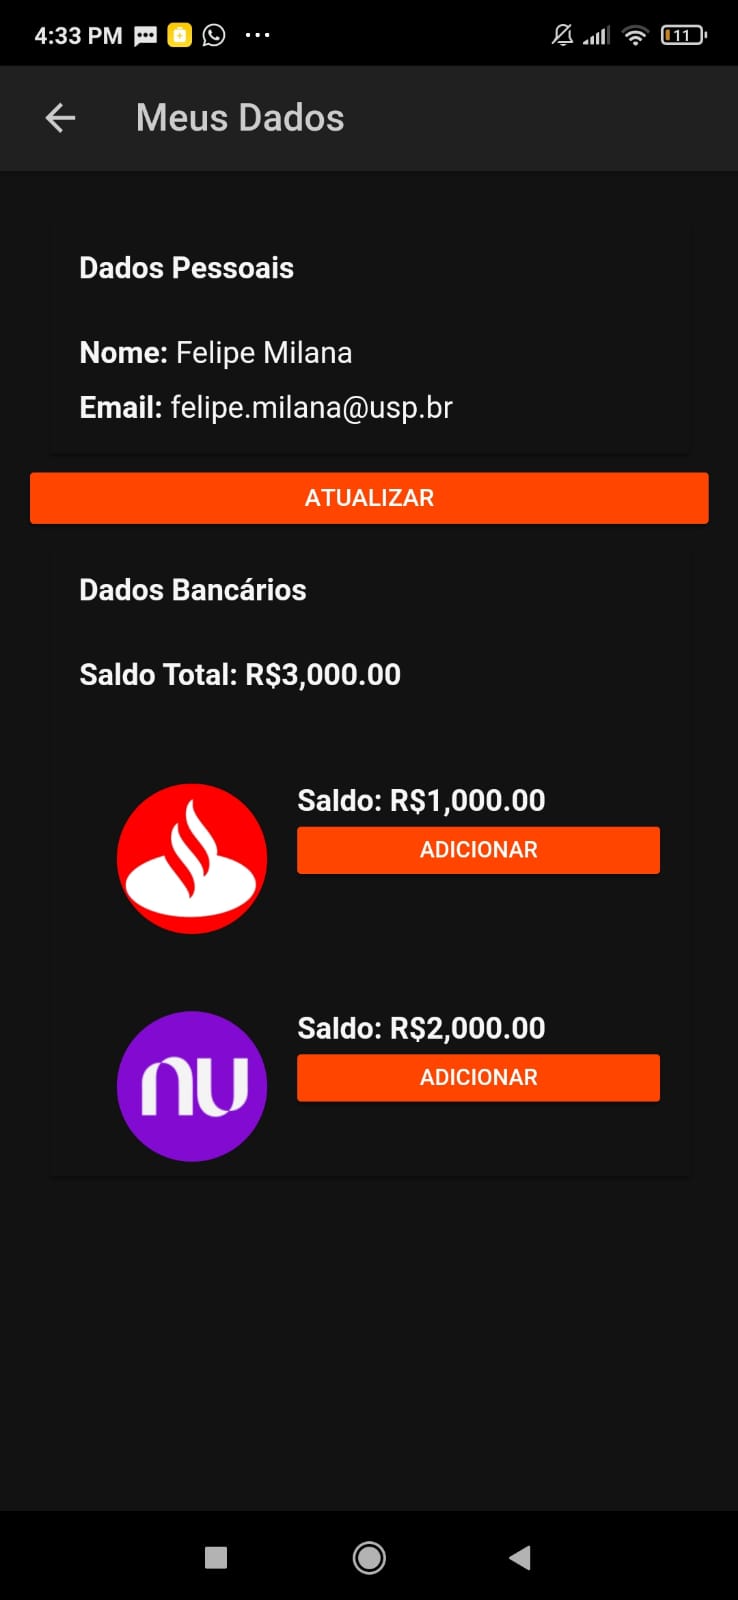 4:33 PM
11
Meus Dados
Dados Pessoais
Nome: Felipe Milana
Email: felipe.milana@usp.br
ATUALIZAR
Dados Bancários
Saldo Total: R$3,000.00
Saldo: R$1,000.00
ADICIONAR
Saldo: R$2,000.00
ADICIONAR
nu